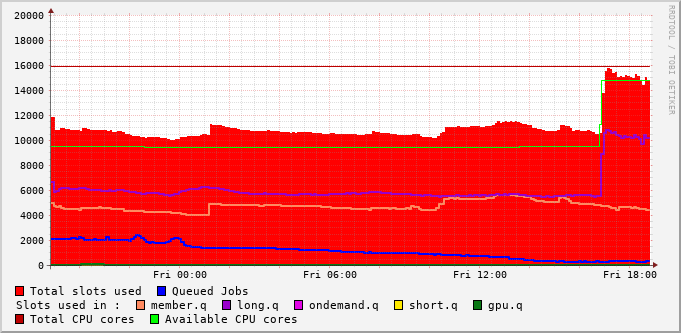 20000
18000
16000
14000
12000
10000
8000
6000
4000
2000
0
Fri 00:00 Fri 06:00 Fri 12:00 Fri 18:00
RRDTOOL / TOBI OETIKER
Total slots used Queued Jobs
Slots used in : member.q long.q ondemand.q short.q gpu.q
Total CPU cores Available CPU cores